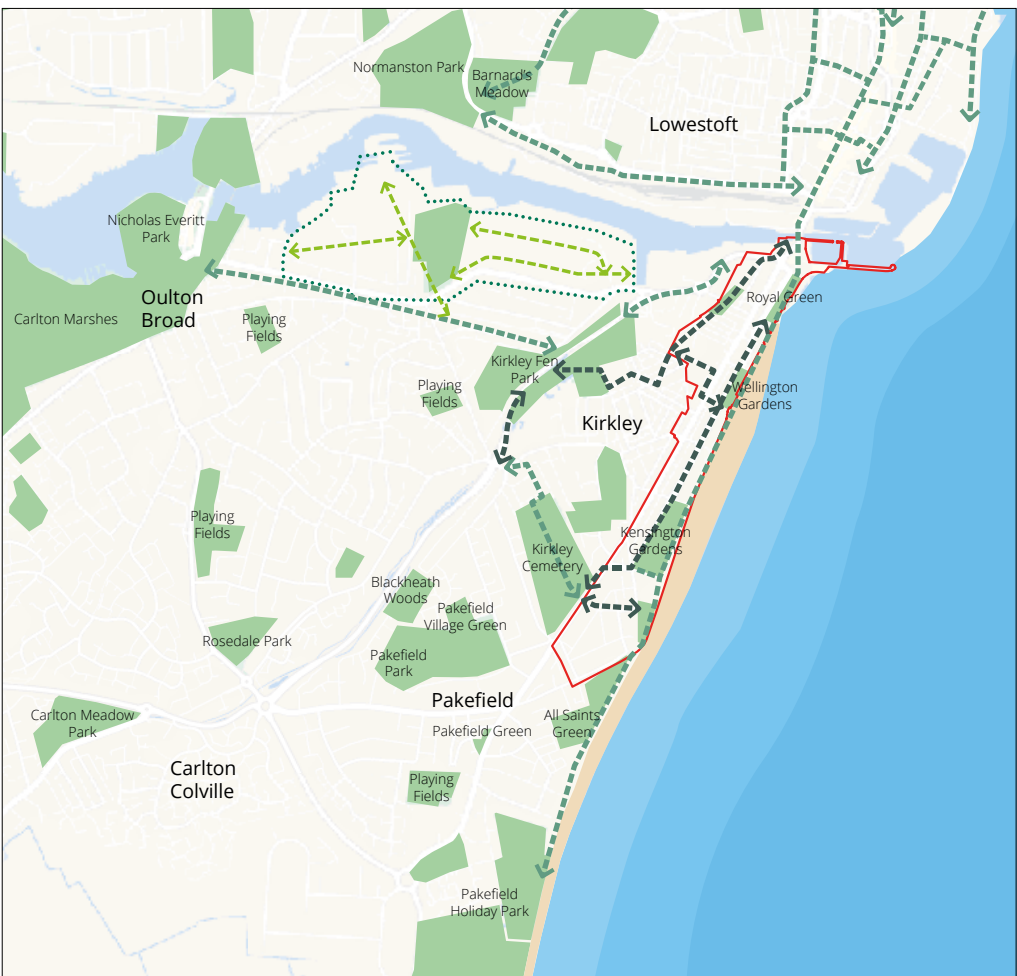 Normanston Park
Barnard's
Meadow
Lowestoft
Nicholas Everitt
Park
Oulton
Broad
Carlton Marshes
Playing
Fields
Royal Green
Kirkley Fen
Park
Playing
Fields
Wellington
Gardens
Kirkley
Playing
Fields
Kensington
Gardens
Kirkley
Cemetery
Blackheath
Woods
Pakefield
Village Green
Rosedale Park
Pakefield
Park
Pakefield
Carlton Meadow
Park
All Saints
Green
Pakefield Green
Carlton
Colville
Playing
Fields
Pakefield
Holiday Park